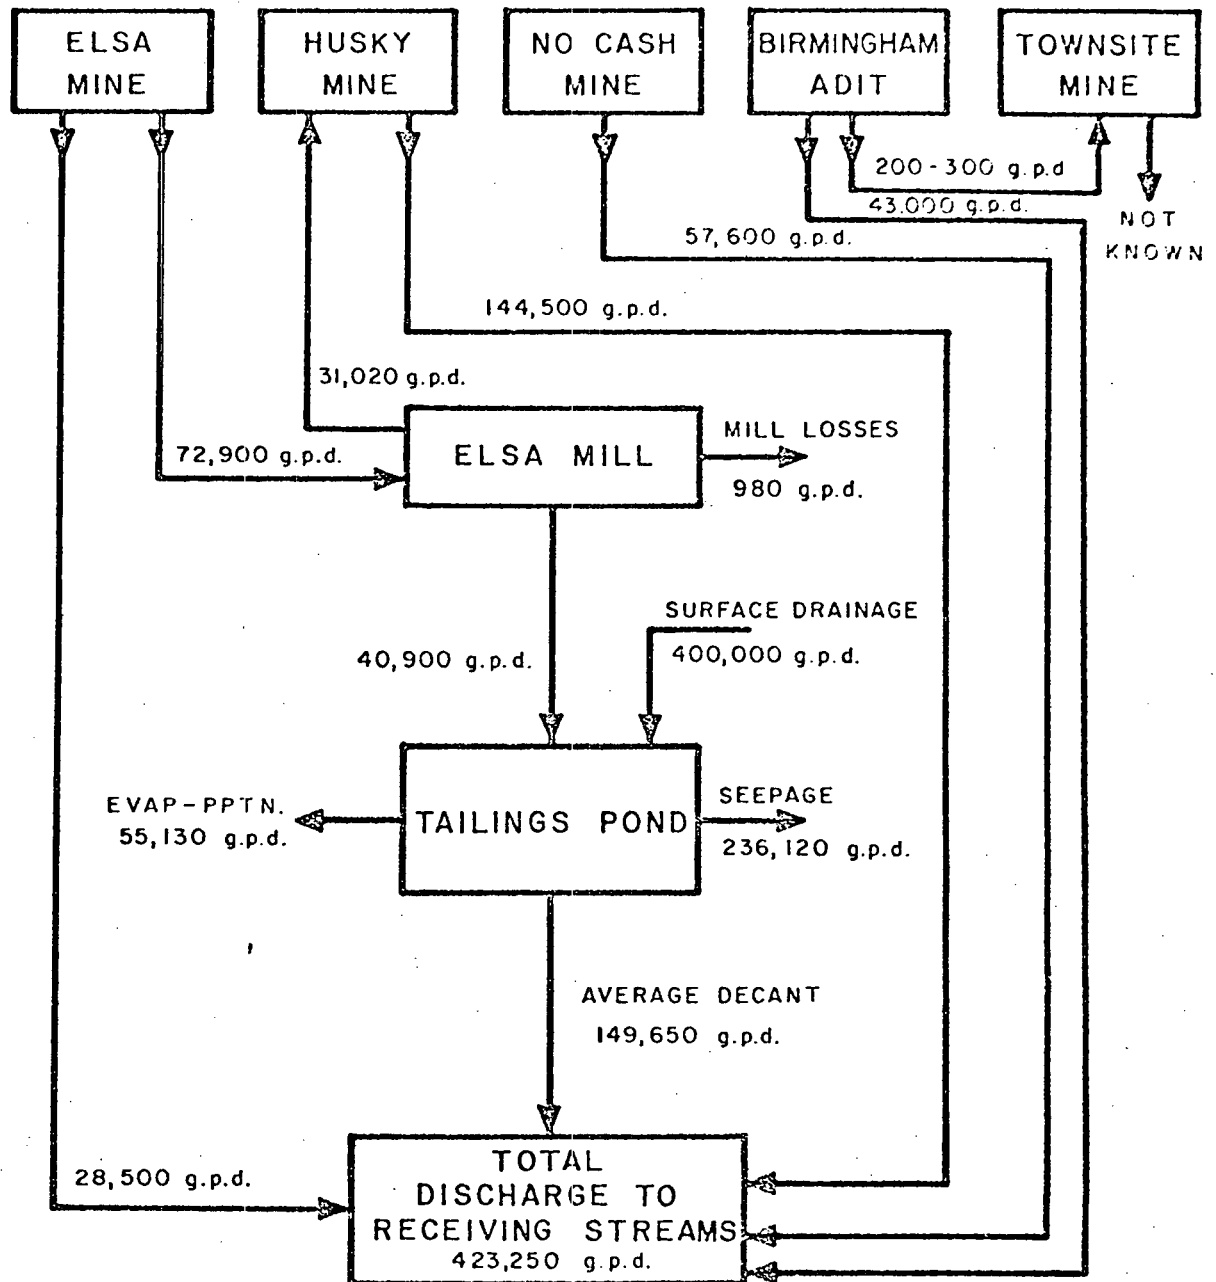 ELSA
MINE
HUSKY
MINE
NO CASH
MINE
BIRMINGHAM
ADIT
TOWNSITE
MINE
200-300 g.p.d
43.000 g.p.d.
NOT
KNOWN
57,600 g.p.d.
144,500 g.p.d.
31,020 g.p.d.
72,900 g.p.d.
ELSA MILL
MILL LOSSES
980 g.p.d.
SURFACE DRAINAGE
400,000 g.p.d.
40,900 g.p.d.
EVAP-PPTN.
55,130 g.p.d.
TAILINGS POND
SEEPAGE
236,120 g.p.d.
AVERAGE DECANT
149,650 g.p.d.
28,500 g.p.d.
TOTAL
DISCHARGE TO
RECEIVING STREAMS
423,250 g.p.d.